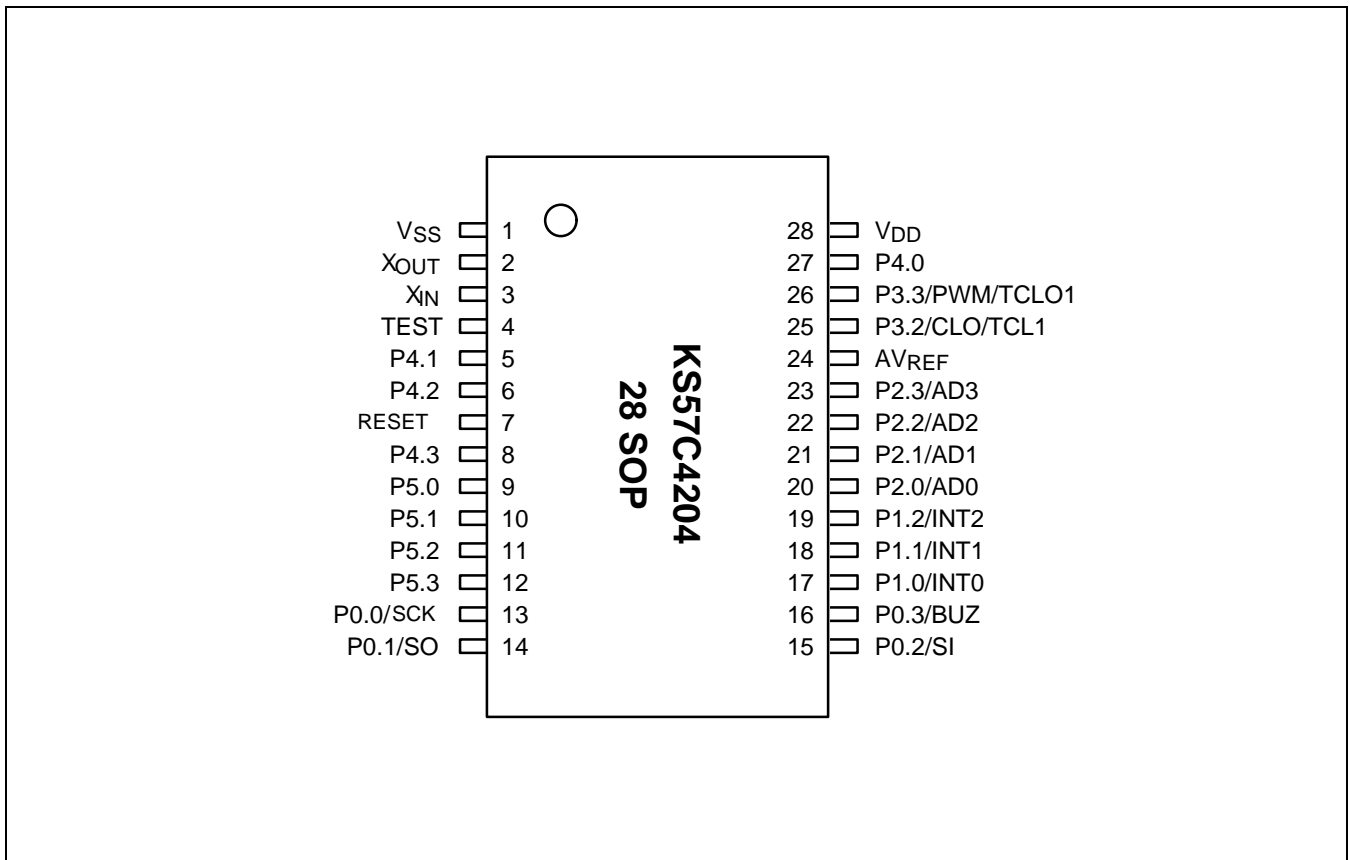 VSS 1 28 VDD
XOUT 2 27 P4.0
XIN 3 26 P3.3/PWM/TCLO1
TEST 4 25 P3.2/CLO/TCL1
P4.1 5 24 AVREF
P4.2 6 23 P2.3/AD3
RESET 7 22 P2.2/AD2
P4.3 8 21 P2.1/AD1
P5.0 9 20 P2.0/AD0
P5.1 10 19 P1.2/INT2
P5.2 11 18 P1.1/INT1
P5.3 12 17 P1.0/INT0
P0.0/SCK 13 16 P0.3/BUZ
P0.1/SO 14 15 P0.2/SI
KS57C4204
28 SOP